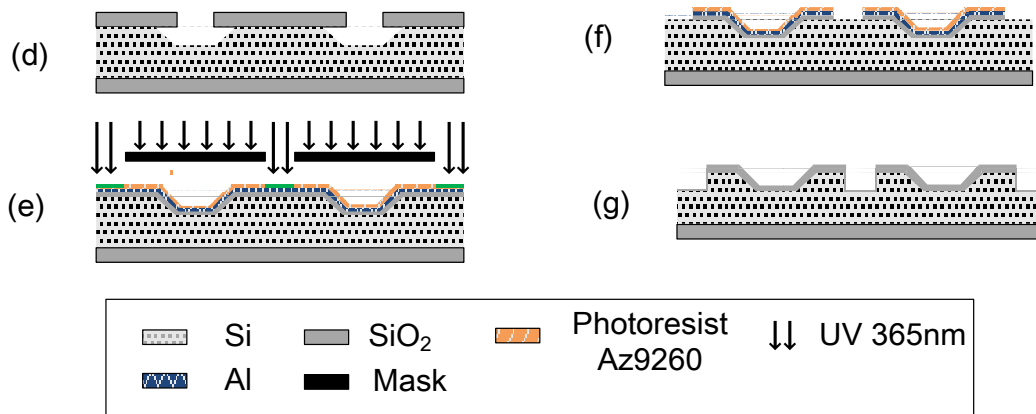 (d)
(f)
(e)
(g)
Si
SiO₂
Photoresist
Az9260
UV 365nm
Al
Mask